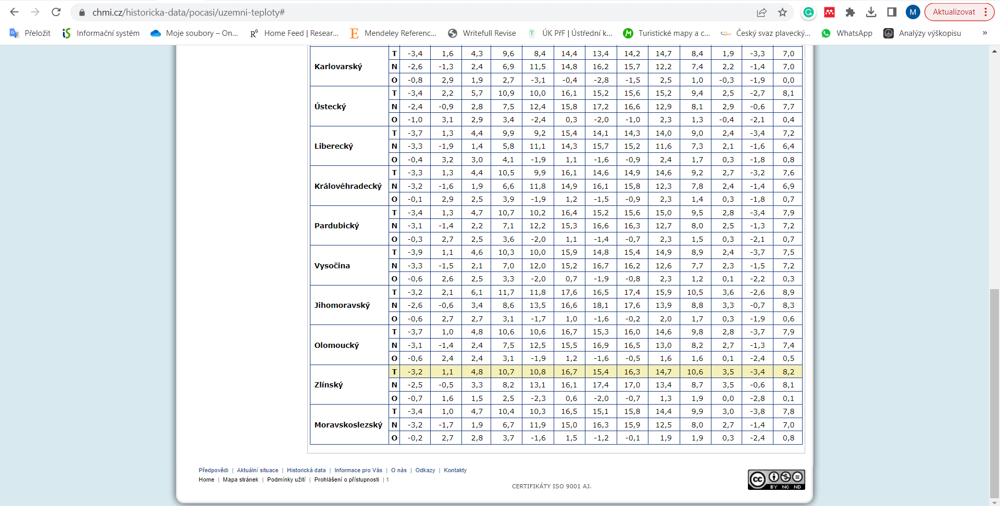 chmi.cz/historicka-data/pocasi/uzemni-teploty#
M
Aktualizovat
Přeložit Informační systém Moje soubory – On... R^G Home Feed | Resear... Mendeley Referenc... Writefull Revise ÚK PřF | Ústřední k... Turistické mapy a c... Český svaz plavecký... WhatsApp Analýzy výškopisu »
T -3,4 1,6 4,3 9,6 8,4 14,4 13,4 14,2 14,7 8,4 1,9 -3,3 7,0
Karlovarský N -2,6 -1,3 2,4 6,9 11,5 14,8 16,2 15,7 12,2 7,4 2,2 -1,4 7,0
O -0,8 2,9 1,9 2,7 -3,1 -0,4 -2,8 -1,5 2,5 1,0 -0,3 -1,9 0,0
T -3,4 2,2 5,7 10,9 10,0 16,1 15,2 15,6 15,2 9,4 2,5 -2,7 8,1
Ústecký N -2,4 -0,9 2,8 7,5 12,4 15,8 17,2 16,6 12,9 8,1 2,9 -0,6 7,7
O -1,0 3,1 2,9 3,4 -2,4 0,3 -2,0 -1,0 2,3 1,3 -0,4 -2,1 0,4
T -3,7 1,3 4,4 9,9 9,2 15,4 14,1 14,3 14,0 9,0 2,4 -3,4 7,2
Liberecký N -3,3 -1,9 1,4 5,8 11,1 14,3 15,7 15,2 11,6 7,3 2,1 -1,6 6,4
O -0,4 3,2 3,0 4,1 -1,9 1,1 -1,6 -0,9 2,4 1,7 0,3 -1,8 0,8
T -3,3 1,3 4,4 10,5 9,9 16,1 14,6 14,9 14,6 9,2 2,7 -3,2 7,6
Královéhradecký N -3,2 -1,6 1,9 6,6 11,8 14,9 16,1 15,8 12,3 7,8 2,4 -1,4 6,9
O -0,1 2,9 2,5 3,9 -1,9 1,2 -1,5 -0,9 2,3 1,4 0,3 -1,8 0,7
T -3,4 1,3 4,7 10,7 10,2 16,4 15,2 15,6 15,0 9,5 2,8 -3,4 7,9
Pardubický N -3,1 -1,4 2,2 7,1 12,2 15,3 16,6 16,3 12,7 8,0 2,5 -1,3 7,2
O -0,3 2,7 2,5 3,6 -2,0 1,1 -1,4 -0,7 2,3 1,5 0,3 -2,1 0,7
T -3,9 1,1 4,6 10,3 10,0 15,9 14,8 15,4 14,9 8,9 2,4 -3,7 7,5
Vysočina N -3,3 -1,5 2,1 7,0 12,0 15,2 16,7 16,2 12,6 7,7 2,3 -1,5 7,2
O -0,6 2,6 2,5 3,3 -2,0 0,7 -1,9 -0,8 2,3 1,2 0,1 -2,2 0,3
T -3,2 2,1 6,1 11,7 11,8 17,6 16,5 17,4 15,9 10,5 3,6 -2,6 8,9
Jihomoravský N -2,6 -0,6 3,4 8,6 13,5 16,6 18,1 17,6 13,9 8,8 3,3 -0,7 8,3
O -0,6 2,7 2,7 3,1 -1,7 1,0 -1,6 -0,2 2,0 1,7 0,3 -1,9 0,6
T -3,7 1,0 4,8 10,6 10,6 16,7 15,3 16,0 14,6 9,8 2,8 -3,7 7,9
Olomoucký N -3,1 -1,4 2,4 7,5 12,5 15,5 16,9 16,5 13,0 8,2 2,7 -1,3 7,4
O -0,6 2,4 2,4 3,1 -1,9 1,2 -1,6 -0,5 1,6 1,6 0,1 -2,4 0,5
T -3,2 1,1 4,8 10,7 10,8 16,7 15,4 16,3 14,7 10,6 3,5 -3,4 8,2
Zlínský N -2,5 -0,5 3,3 8,2 13,1 16,1 17,4 17,0 13,4 8,7 3,5 -0,6 8,1
O -0,7 1,6 1,5 2,5 -2,3 0,6 -2,0 -0,7 1,3 1,9 0,0 -2,8 0,1
T -3,4 1,0 4,7 10,4 10,3 16,5 15,1 15,8 14,4 9,9 3,0 -3,8 7,8
Moravskoslezský N -3,2 -1,7 1,9 6,7 11,9 15,0 16,3 15,9 12,5 8,0 2,7 -1,4 7,0
O -0,2 2,7 2,8 3,7 -1,6 1,5 -1,2 -0,1 1,9 1,9 0,3 -2,4 0,8
Předpovědi | Aktuální situace | Historická data | Informace pro Vás | O nás | Odkazy | Kontakty
Home | Mapa stránek | Podmínky užití | Prohlášení o přístupnosti | 1
CERTIFIKÁTY ISO 9001 AJ.
cc BY NC ND